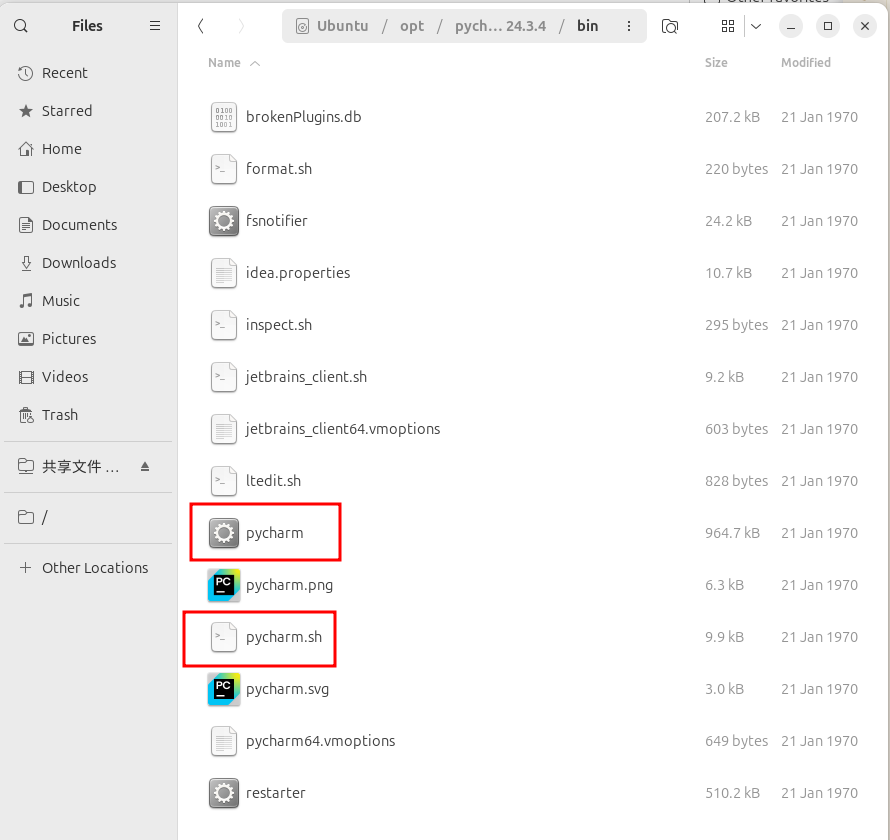 Files
Ubuntu / opt / pych... 24.3.4 / bin
Name Size Modified
Recent
Starred
Home
Desktop
Documents
Downloads
Music
Pictures
Videos
Trash
共享文件 ...
/
Other Locations
brokenPlugins.db 207.2 kB 21 Jan 1970
format.sh 220 bytes 21 Jan 1970
fsnotifier 24.2 kB 21 Jan 1970
idea.properties 10.7 kB 21 Jan 1970
inspect.sh 295 bytes 21 Jan 1970
jetbrains_client.sh 9.2 kB 21 Jan 1970
jetbrains_client64.vmoptions 603 bytes 21 Jan 1970
ltedit.sh 828 bytes 21 Jan 1970
pycharm 964.7 kB 21 Jan 1970
pycharm.png 6.3 kB 21 Jan 1970
pycharm.sh 9.9 kB 21 Jan 1970
pycharm.svg 3.0 kB 21 Jan 1970
pycharm64.vmoptions 649 bytes 21 Jan 1970
restarter 510.2 kB 21 Jan 1970